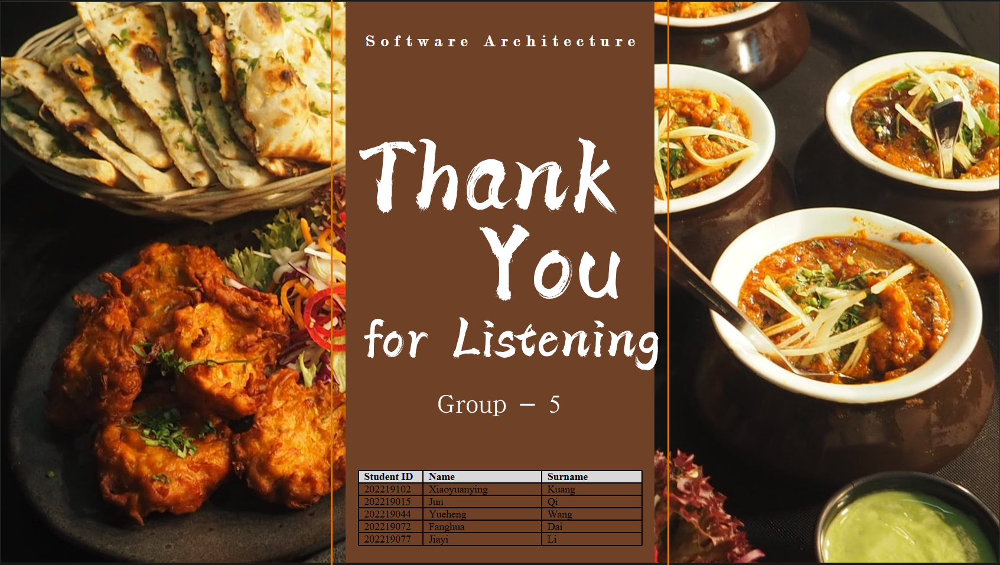 Software Architecture
Thank
You
for Listening
Group – 5
Student ID Name Surname
202219102 Xiaoyuanying Kuang
202219015 Jun Qi
202219044 Yueheng Wang
202219072 Fanghua Dai
202219077 Jiayi Li